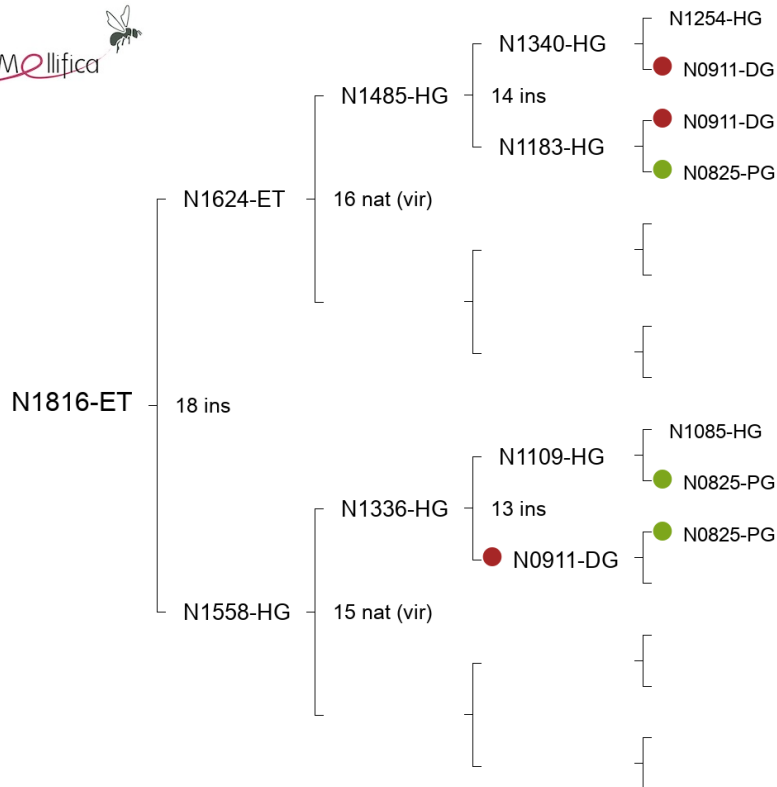 Mellifica
N1254-HG
N1340-HG
N0911-DG
N1485-HG
14 ins
N0911-DG
N1183-HG
N0825-PG
N1624-ET
16 nat (vir)
N1816-ET
18 ins
N1085-HG
N1109-HG
N0825-PG
N1336-HG
13 ins
N0825-PG
N0911-DG
N1558-HG
15 nat (vir)